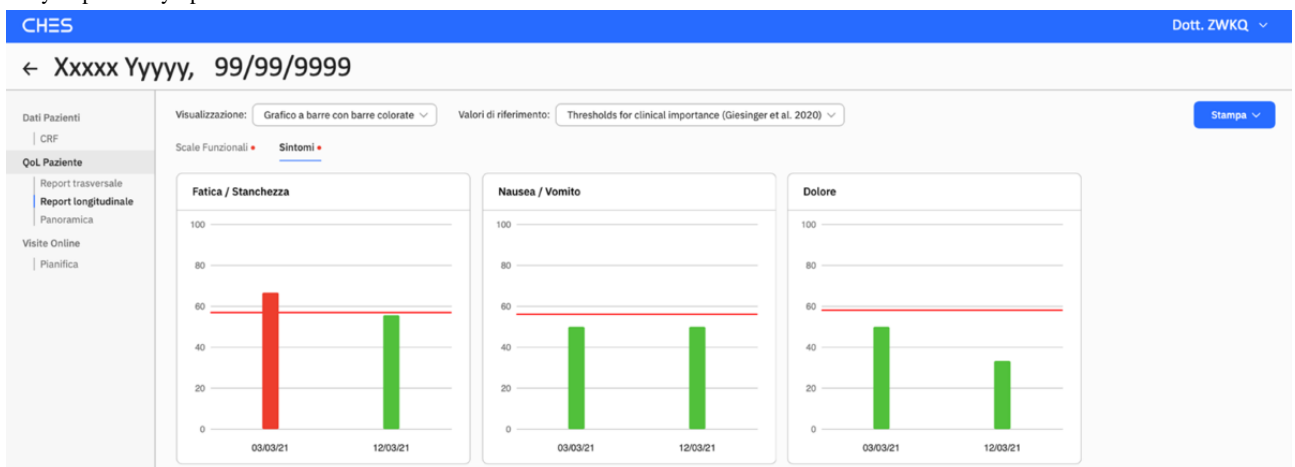 CHES
Dott. ZWKQ
← Xxxxx Yyyyy, 99/99/9999
Dati Pazienti
CRF
QoL Paziente
Report trasversale
Report longitudinale
Panoramica
Visite Online
Pianifica
Visualizzazione: Grafico a barre con barre colorate Valori di riferimento: Thresholds for clinical importance (Giesinger et al. 2020)
Stampa
Scale Funzionali Sintomi
Fatica / Stanchezza
100
80
60
40
20
0
03/03/21 12/03/21
Nausea / Vomito
100
80
60
40
20
0
03/03/21 12/03/21
Dolore
100
80
60
40
20
0
03/03/21 12/03/21